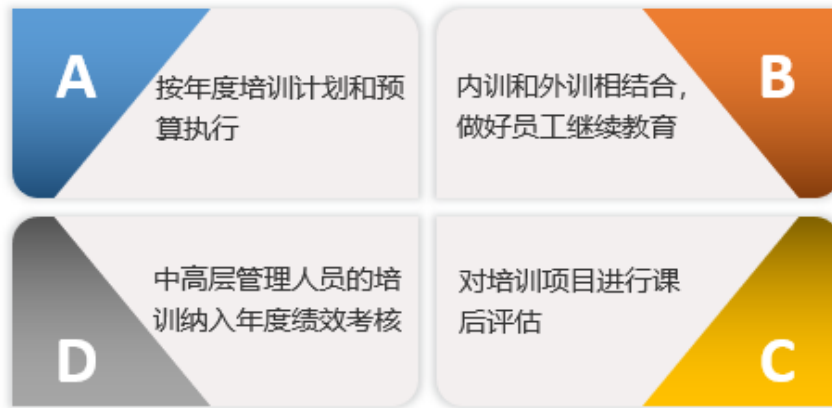 A
按年度培训计划和预
算执行
B
内训和外训相结合，
做好员工继续教育
C
对培训项目进行课
后评估
D
中高层管理人员的培
训纳入年度绩效考核